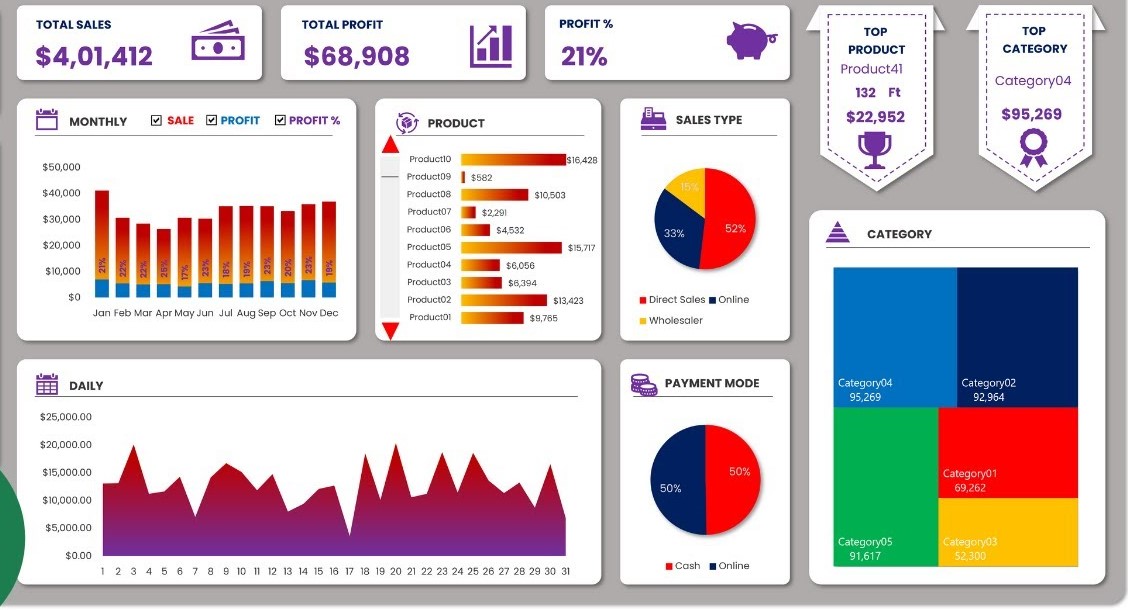 TOTAL SALES
$4,01,412
TOTAL PROFIT
$68,908
PROFIT %
21%
TOP
PRODUCT
Product41
132 Ft
$22,952
TOP
CATEGORY
Category04
$95,269
MONTHLY
SALE PROFIT PROFIT %
$50,000
$40,000
$30,000
$20,000
$10,000
$0
21% 22% 22% 25% 17% 23% 18% 19% 23% 20% 23% 19%
Jan Feb Mar Apr May Jun Jul Aug Sep Oct Nov Dec
PRODUCT
Product10 $16,428
Product09 $582
Product08 $10,503
Product07 $2,291
Product06 $4,532
Product05 $15,717
Product04 $6,056
Product03 $6,394
Product02 $13,423
Product01 $9,765
SALES TYPE
15%
33%
52%
Direct Sales Online
Wholesaler
CATEGORY
Category04
95,269
Category02
92,964
Category01
69,262
Category05
91,617
Category03
52,300
DAILY
$25,000.00
$20,000.00
$15,000.00
$10,000.00
$5,000.00
$0.00
1 2 3 4 5 6 7 8 9 10 11 12 13 14 15 16 17 18 19 20 21 22 23 24 25 26 27 28 29 30 31
PAYMENT MODE
50%
50%
Cash Online